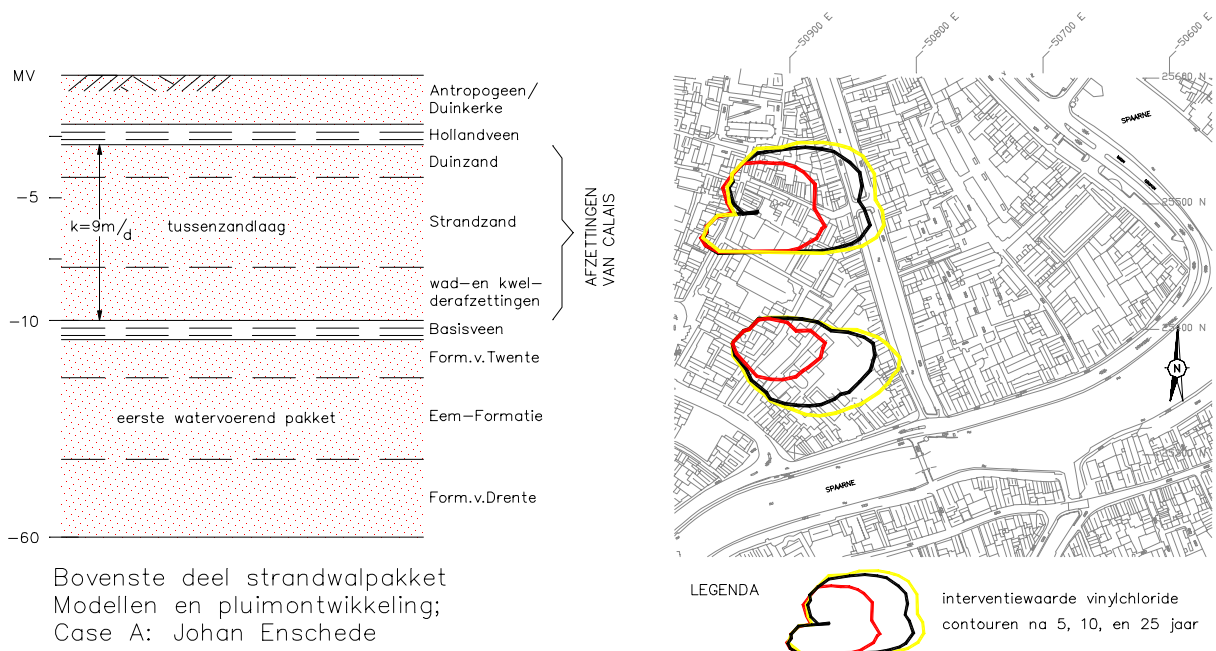 MV
-5
-10
-60
Antropogeen/
Duinkerke
Hollandveen
Duinzand
Strandzand
wad-en kwel-
derafzettingen
Basisveen
Form.v.Twente
Eem-Formatie
Form.v.Drente
k=9m/d
tussenzandlaag
eerste watervoerend pakket
AFZETTINGEN
VAN CALAIS
Bovenste deel strandwalpakket
Modellen en pluimontwikkeling;
Case A: Johan Enschede
-50900 E
-50800 E
-50700 E
-50600 E
25600 N
25500 N
N
SPAARNE
N
SPAARNE
LEGENDA
interventiewaarde vinylchloride
contouren na 5, 10, en 25 jaar